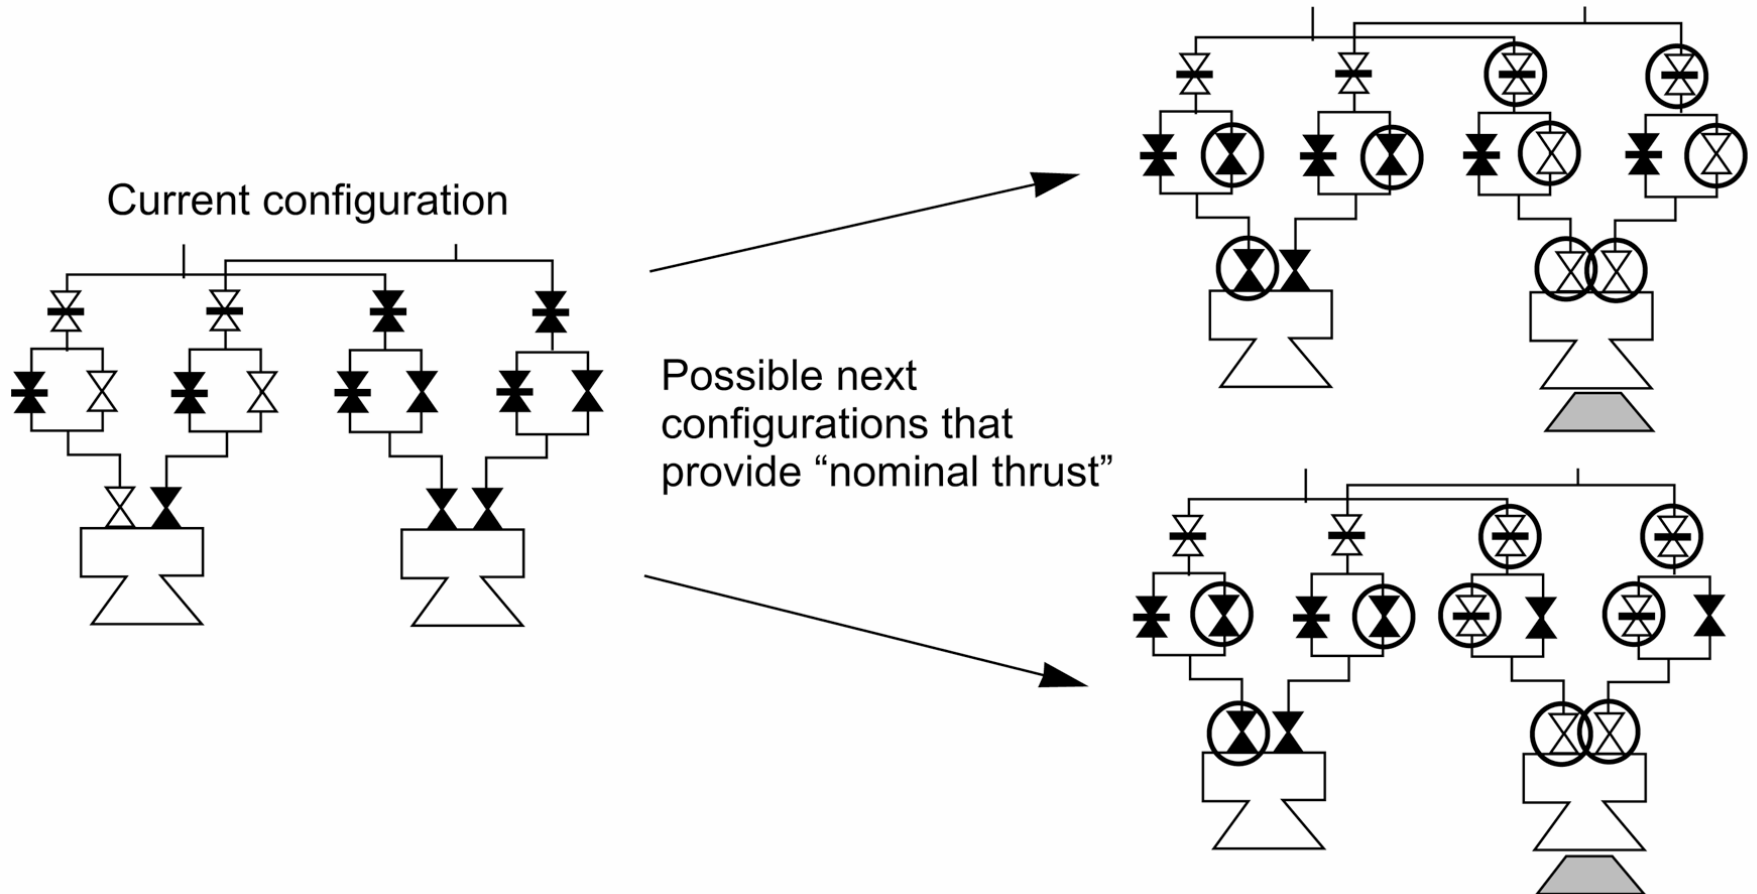 Current configuration
Possible next
configurations that
provide “nominal thrust”